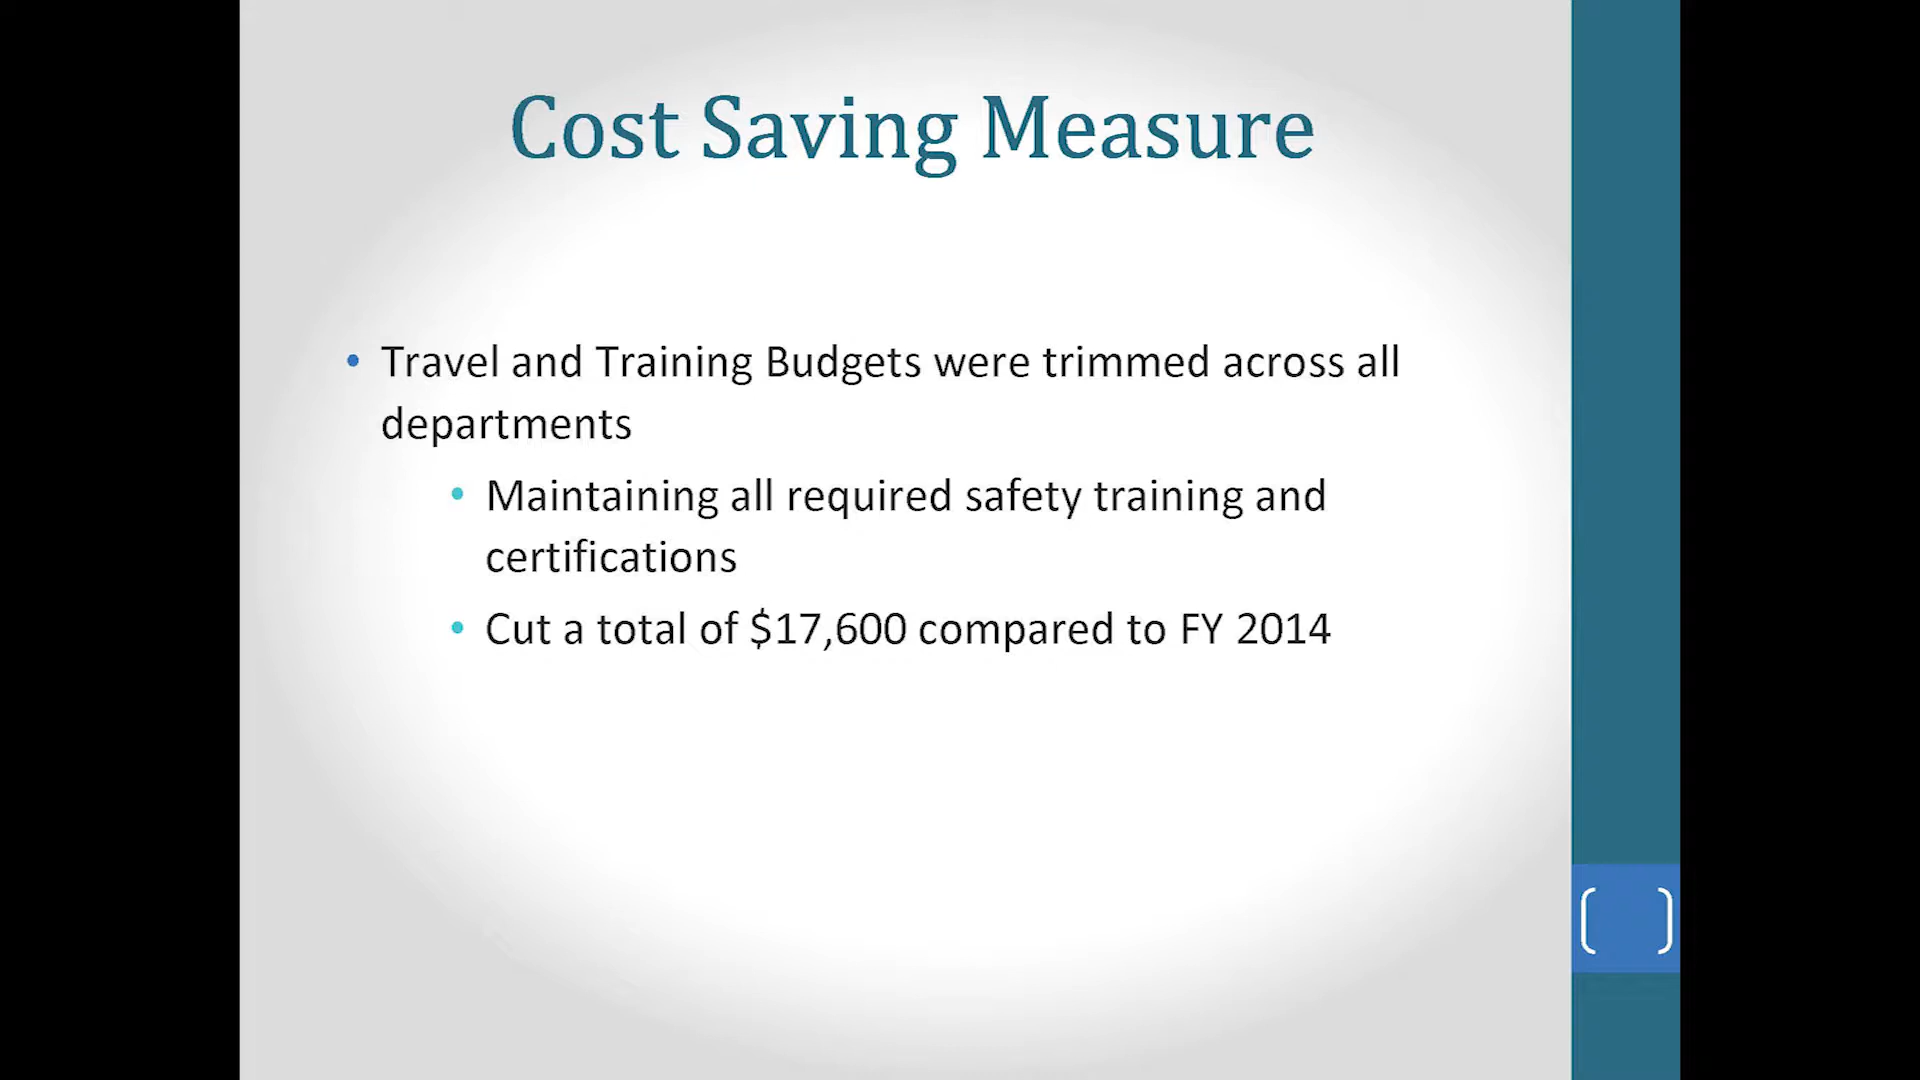 Cost Saving Measure
• Travel and Training Budgets were trimmed across all
departments
• Maintaining all required safety training and
certifications
• Cut a total of $17,600 compared to FY 2014